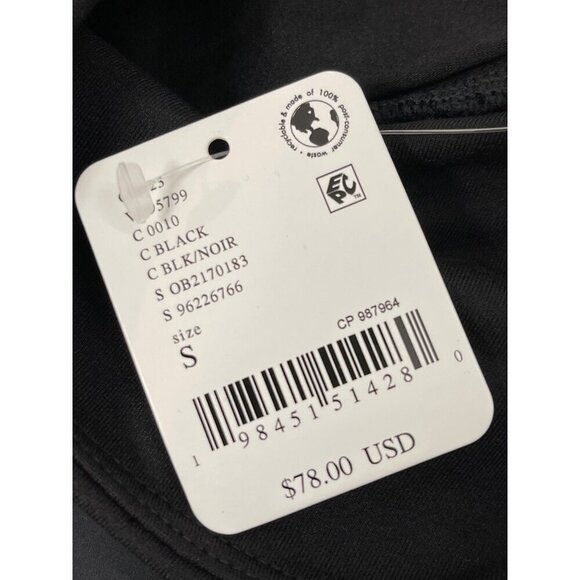 recyclable & made of 100% post-consumer waste •
EPC™
C 0010
C BLACK
C BLK/NOIR
S OB2170183
S 96226766
size
S
CP 987964
1 98451 51428 0
$78.00 USD